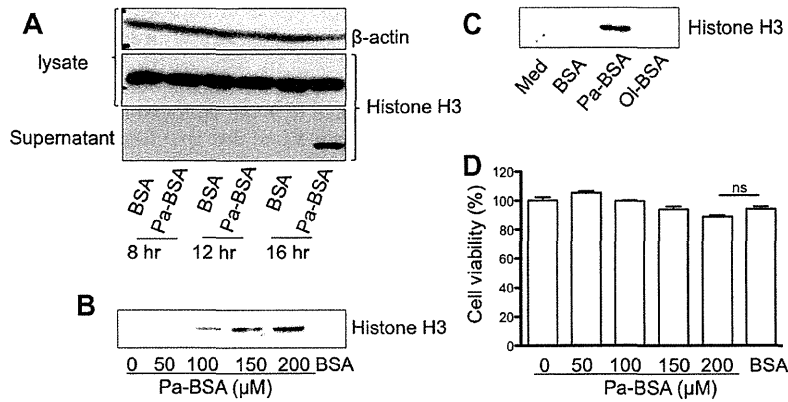 A
β-actin
lysate
Histone H3
Supernatant
BSA
Pa-BSA
BSA
Pa-BSA
BSA
Pa-BSA
8 hr 12 hr 16 hr
B
Histone H3
0 50 100 150 200 BSA
Pa-BSA (µM)
C
Histone H3
Med
BSA
Pa-BSA
Ol-BSA
D
ns
120
100
80
60
40
20
0
Cell viability (%)
0 50 100 150 200 BSA
Pa-BSA (µM)